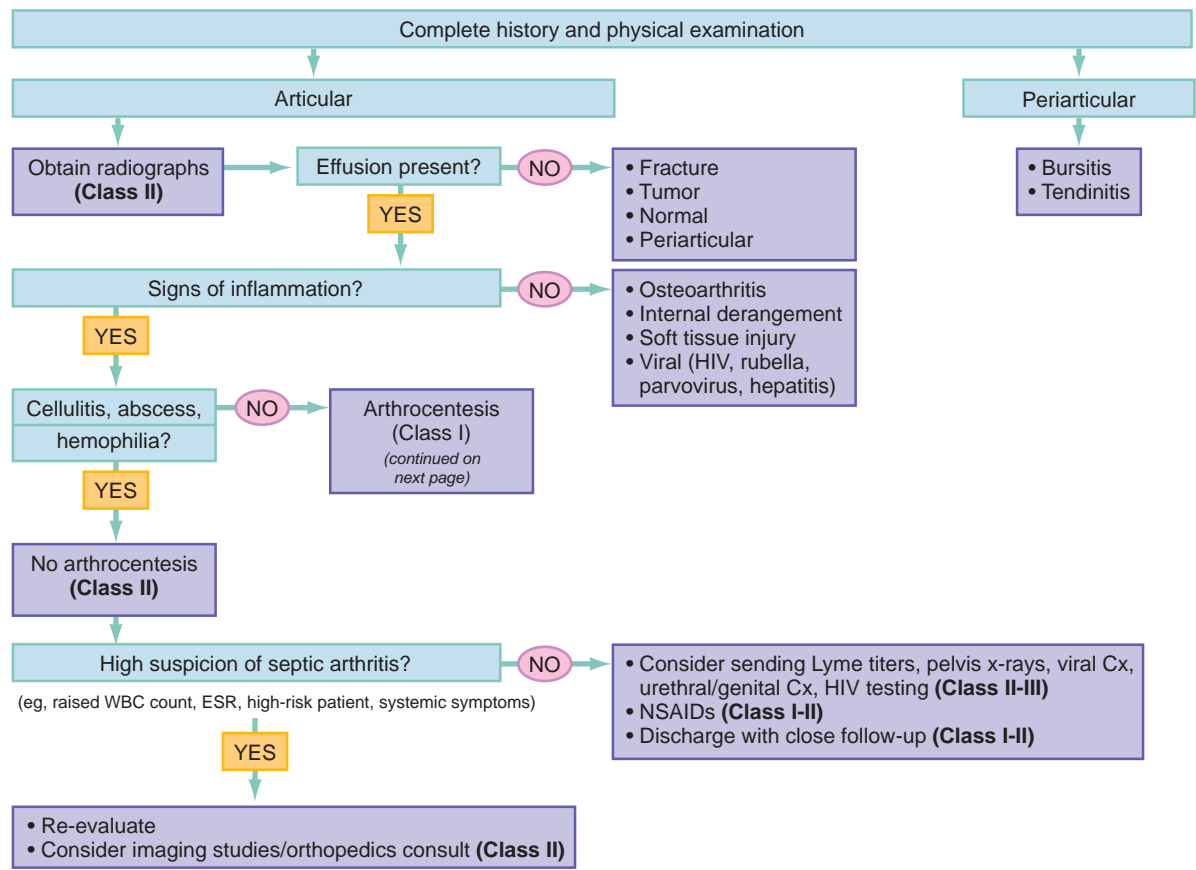 Complete history and physical examination
Articular
Periarticular
Obtain radiographs
(Class II)
Effusion present?
NO
• Fracture
• Tumor
• Normal
• Periarticular
• Bursitis
• Tendinitis
YES
Signs of inflammation?
NO
• Osteoarthritis
• Internal derangement
• Soft tissue injury
• Viral (HIV, rubella,
parvovirus, hepatitis)
YES
Cellulitis, abscess,
hemophilia?
NO
Arthrocentesis
(Class I)
(continued on
next page)
YES
No arthrocentesis
(Class II)
High suspicion of septic arthritis?
(eg, raised WBC count, ESR, high-risk patient, systemic symptoms)
NO
• Consider sending Lyme titers, pelvis x-rays, viral Cx,
urethral/genital Cx, HIV testing (Class II-III)
• NSAIDs (Class I-II)
• Discharge with close follow-up (Class I-II)
YES
• Re-evaluate
• Consider imaging studies/orthopedics consult (Class II)